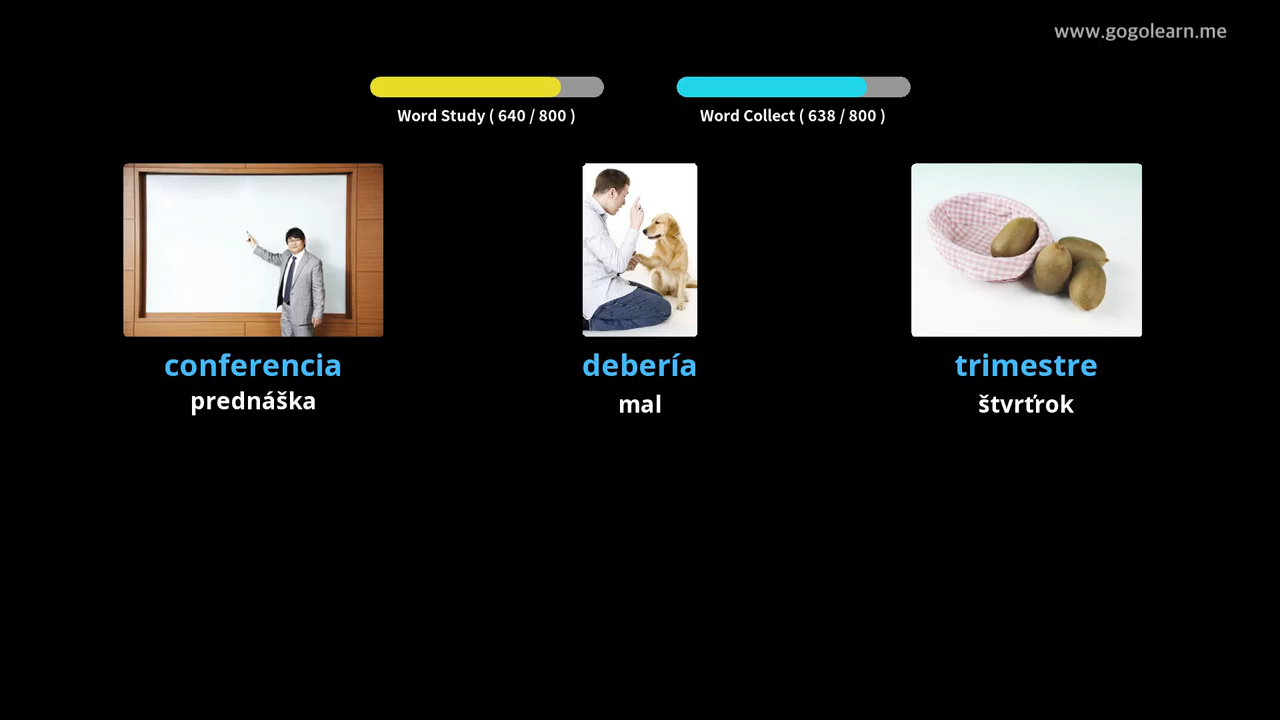 www.gogolearn.me
Word Study ( 640 / 800 )
Word Collect ( 638 / 800 )
conferencia
prednáška
debería
mal
trimestre
štvrťrok